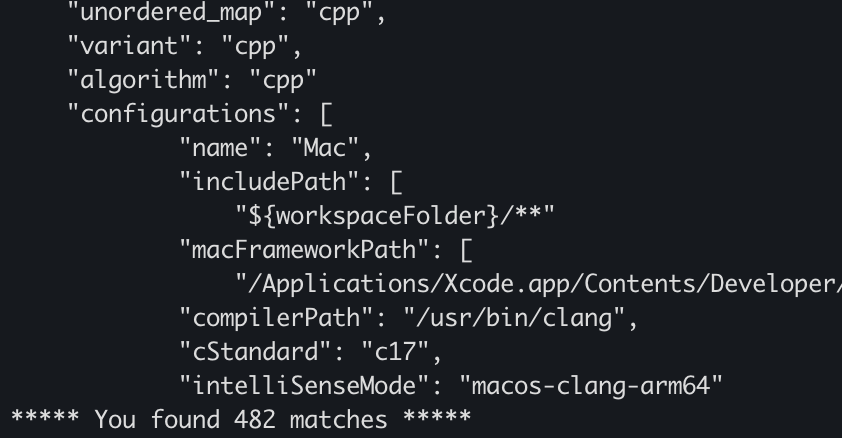 "unordered_map": "cpp",
"variant": "cpp",
"algorithm": "cpp"
"configurations": [
"name": "Mac",
"includePath": [
"${workspaceFolder}/**"
"macFrameworkPath": [
"/Applications/Xcode.app/Contents/Developer/
"compilerPath": "/usr/bin/clang",
"cStandard": "c17",
"intelliSenseMode": "macos-clang-arm64"
***** You found 482 matches *****